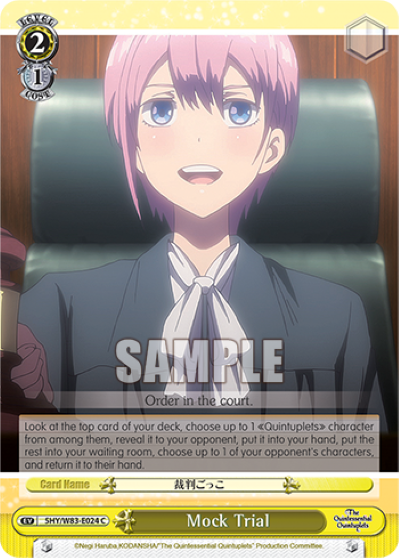 LEVEL
2
1
COST
SAMPLE
Order in the court.
Look at the top card of your deck, choose up to 1 ≪Quintuplets≫ character
from among them, reveal it to your opponent, put it into your hand, put the
rest into your waiting room, choose up to 1 of your opponent's characters,
and return it to their hand.
Card Name 裁判ごっこ
EV 5HY/W83-E024 C Mock Trial
The
Quintessential
Quintuplets
©Negi Haruba,KODANSHA/"The Quintessential Quintuplets" Production Committee.